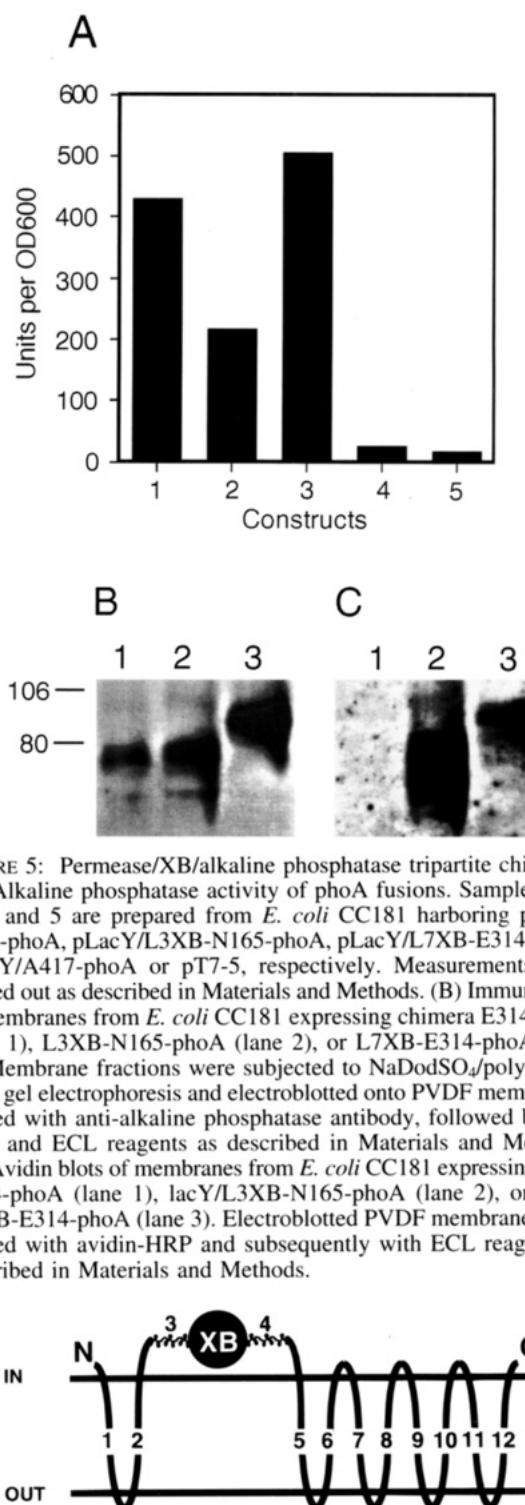 A
600
500
400
300
200
100
0
Units per OD600
1 2 3 4 5
Constructs
B C
1 2 3 1 2 3
106
80
RE 5: Permease/XB/alkaline phosphatase tripartite chi
Alkaline phosphatase activity of phoA fusions. Sample
and 5 are prepared from E. coli CC181 harboring p
-phoA, pLacY/L3XB-N165-phoA, pLacY/L7XB-E314
Y/A417-phoA or pT7-5, respectively. Measurements
ed out as described in Materials and Methods. (B) Immun
embranes from E. coli CC181 expressing chimera E314
1), L3XB-N165-phoA (lane 2), or L7XB-E314-phoA
Membrane fractions were subjected to NaDodSO4/poly
gel electrophoresis and electroblotted onto PVDF mem
ed with anti-alkaline phosphatase antibody, followed b
and ECL reagents as described in Materials and Me
Avidin blots of membranes from E. coli CC181 expressin
-phoA (lane 1), lacY/L3XB-N165-phoA (lane 2), or
B-E314-phoA (lane 3). Electroblotted PVDF membrane
ed with avidin-HRP and subsequently with ECL reag
ribed in Materials and Methods.
3 XB 4
N
IN
1 2 5 6 7 8 9 10 11 12
OUT